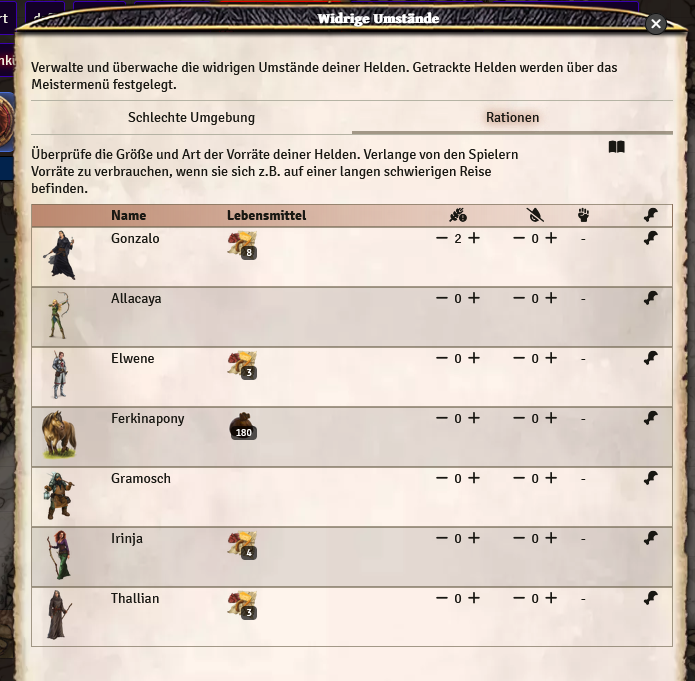 rt
Widrige Umstände
nki
Verwalte und überwache die widrigen Umstände deiner Helden. Getrackte Helden werden über das
Meistermenü festgelegt.
Schlechte Umgebung Rationen
Überprüfe die Größe und Art der Vorräte deiner Helden. Verlange von den Spielern
Vorräte zu verbrauchen, wenn sie sich z.B. auf einer langen schwierigen Reise
befinden.
Name Lebensmittel
Gonzalo 8 − 2 + − 0 + -
Allacaya − 0 + − 0 + -
Elwene 3 − 0 + − 0 + -
Ferkinapony 180 − 0 + − 0 + -
Gramosch − 0 + − 0 + -
Irinja 4 − 0 + − 0 + -
Thallian 3 − 0 + − 0 + -